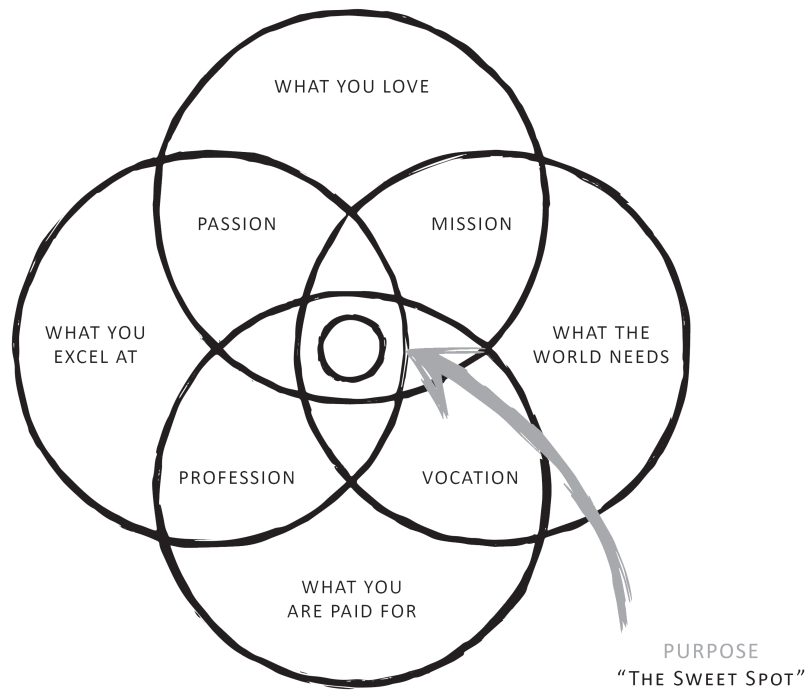 WHAT YOU LOVE
PASSION
MISSION
WHAT YOU
EXCEL AT
WHAT THE
WORLD NEEDS
PROFESSION
VOCATION
WHAT YOU
ARE PAID FOR
PURPOSE
“THE SWEET SPOT”